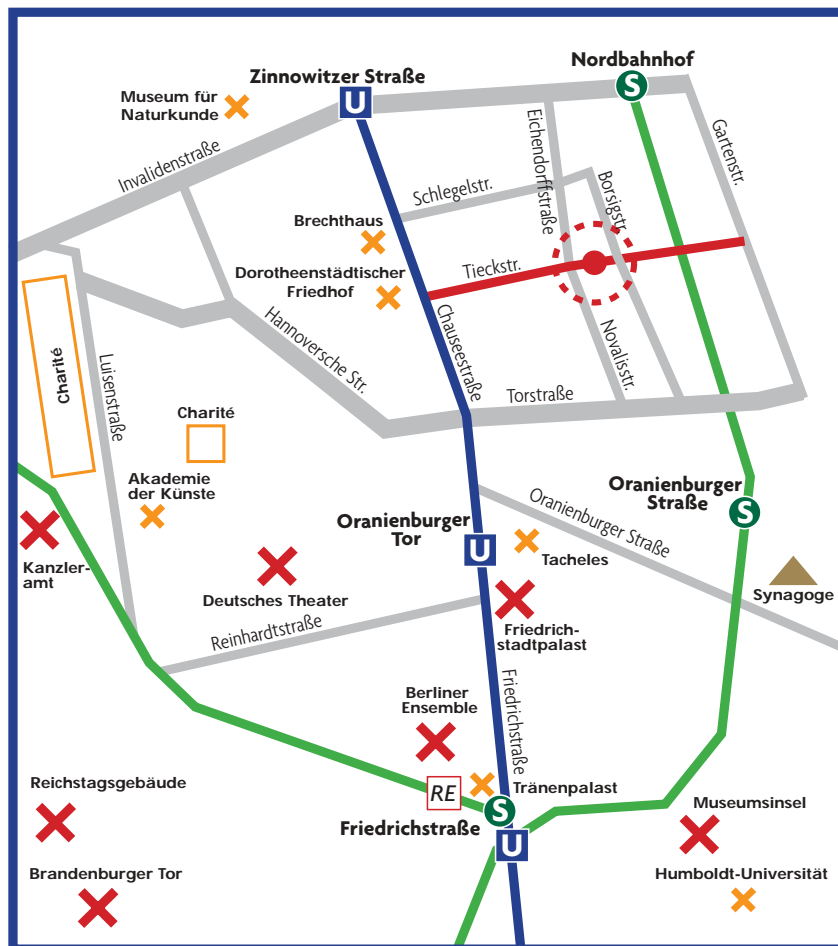 Nordbahnhof
S
Zinnowitzer Straße
U
Museum für
Naturkunde
Invalidenstraße
Eichendorffstraße
Gartenstr.
Schlegelstr.
Borsigstr.
Brechthaus
Tieckstr.
Dorotheenstädtischer
Friedhof
Chauseestraße
Hannoversche Str.
Novalisstr.
Torstraße
Charité
Luisenstraße
Charité
Akademie
der Künste
Oranienburger
Straße
S
Oranienburger Straße
Oranienburger
Tor
U
Tacheles
Kanzler-
amt
Deutsches Theater
Synagoge
Friedrich-
stadtpalast
Reinhardtstraße
Friedrichstraße
Berliner
Ensemble
Reichstagsgebäude
RE
Tränenpalast
S
Friedrichstraße
U
Museumsinsel
Brandenburger Tor
Humboldt-Universität